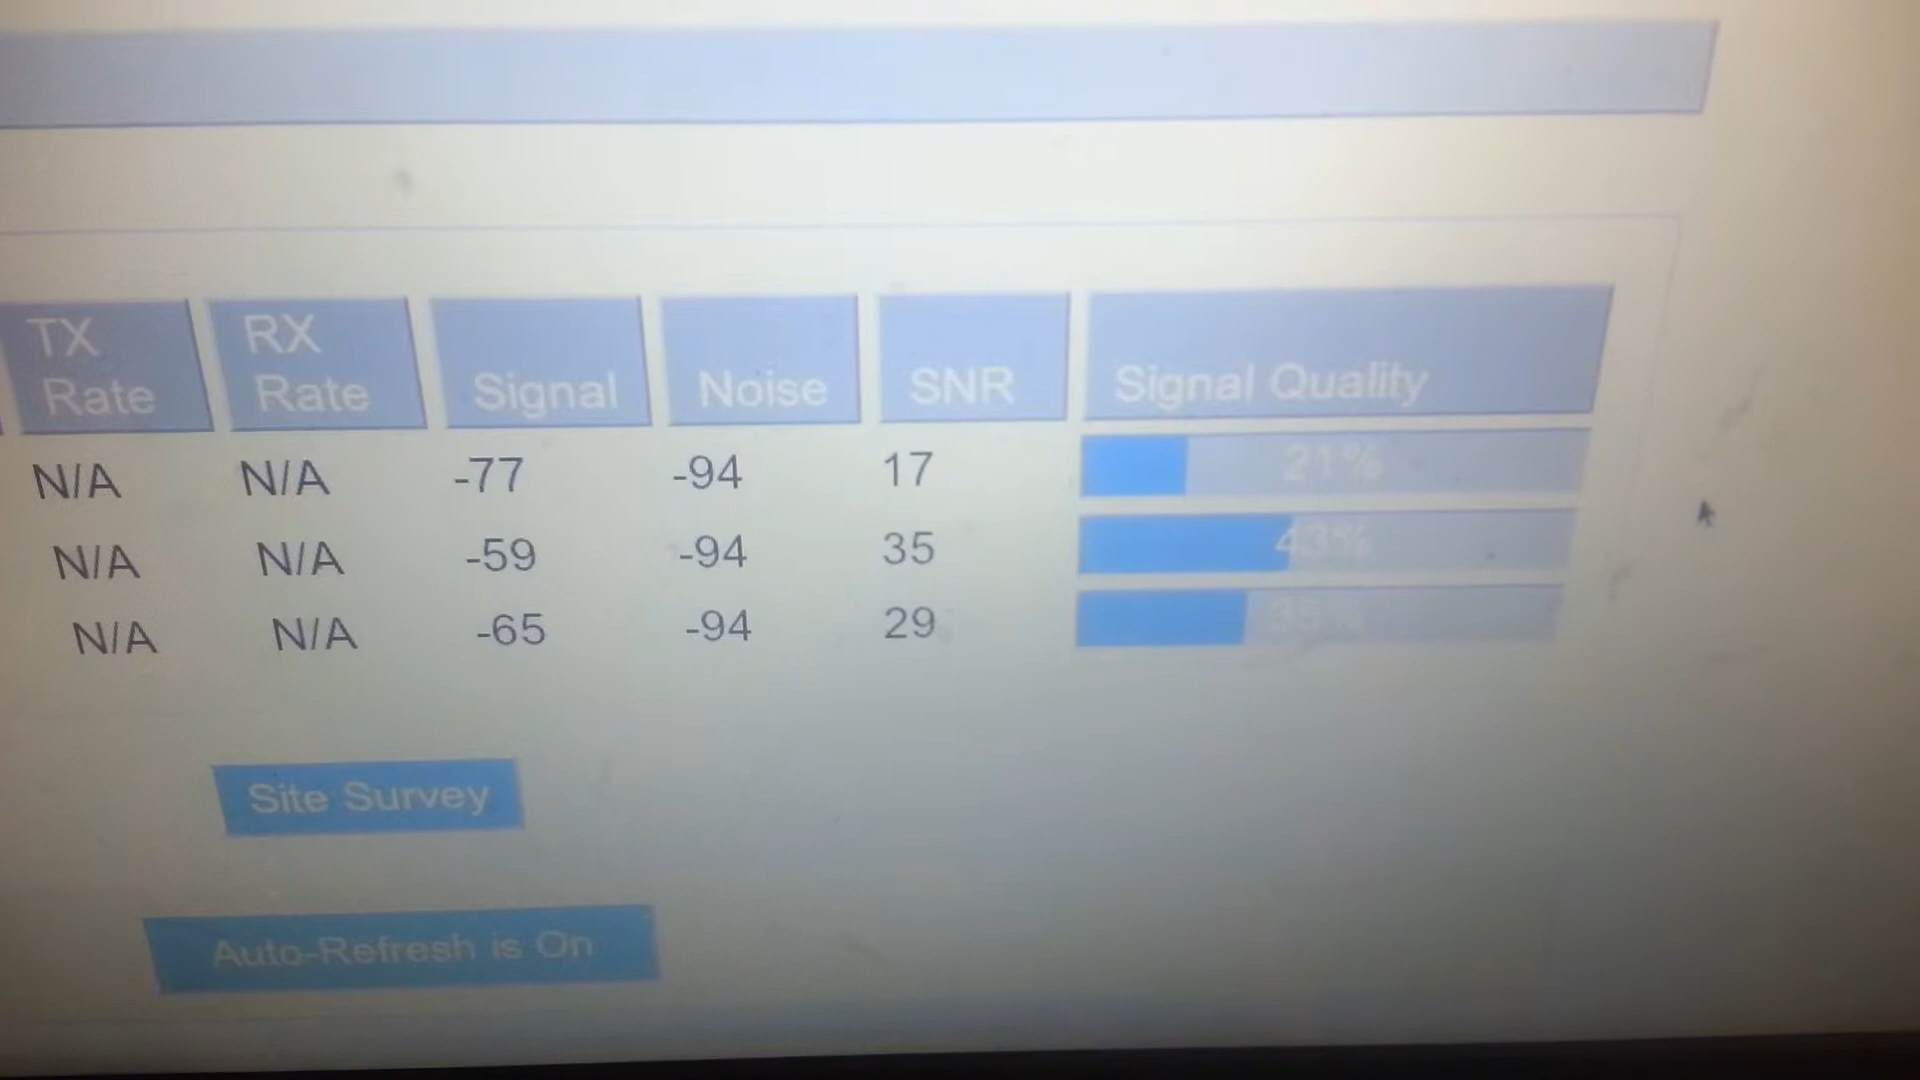 TX Rate RX Rate Signal Noise SNR Signal Quality
N/A N/A -77 -94 17 21%
N/A N/A -59 -94 35 43%
N/A N/A -65 -94 29 35%
Site Survey
Auto-Refresh is On